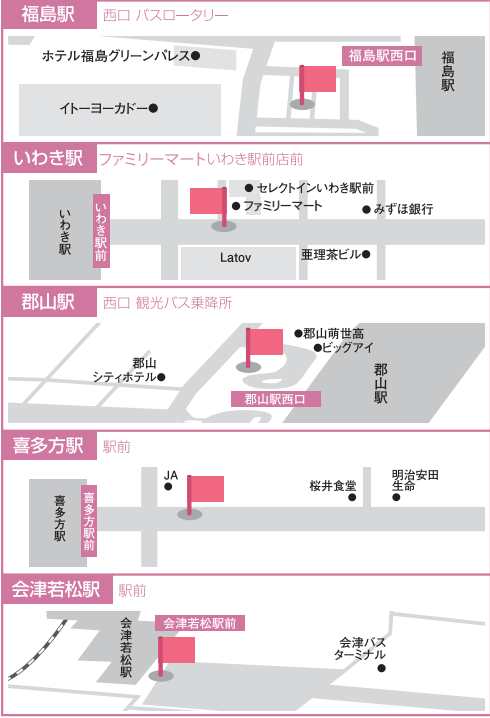 福島駅 西口 バスロータリー
ホテル福島グリーンパレス●
福島駅西口
福島駅
イトーヨーカドー●
いわき駅 ファミリーマートいわき駅前店前
いわき駅
いわき駅前
●セレクトインいわき駅前
●ファミリーマート
●みずほ銀行
Latov
亜理茶ビル●
郡山駅 西口 観光バス乗降所
●郡山萌世高
●ビッグアイ
郡山
シティホテル●
郡山駅
郡山駅西口
喜多方駅 駅前
喜多方駅
喜多方駅前
JA
桜井食堂
明治安田
生命
会津若松駅 駅前
会津若松駅
会津若松駅前
会津バス
ターミナル